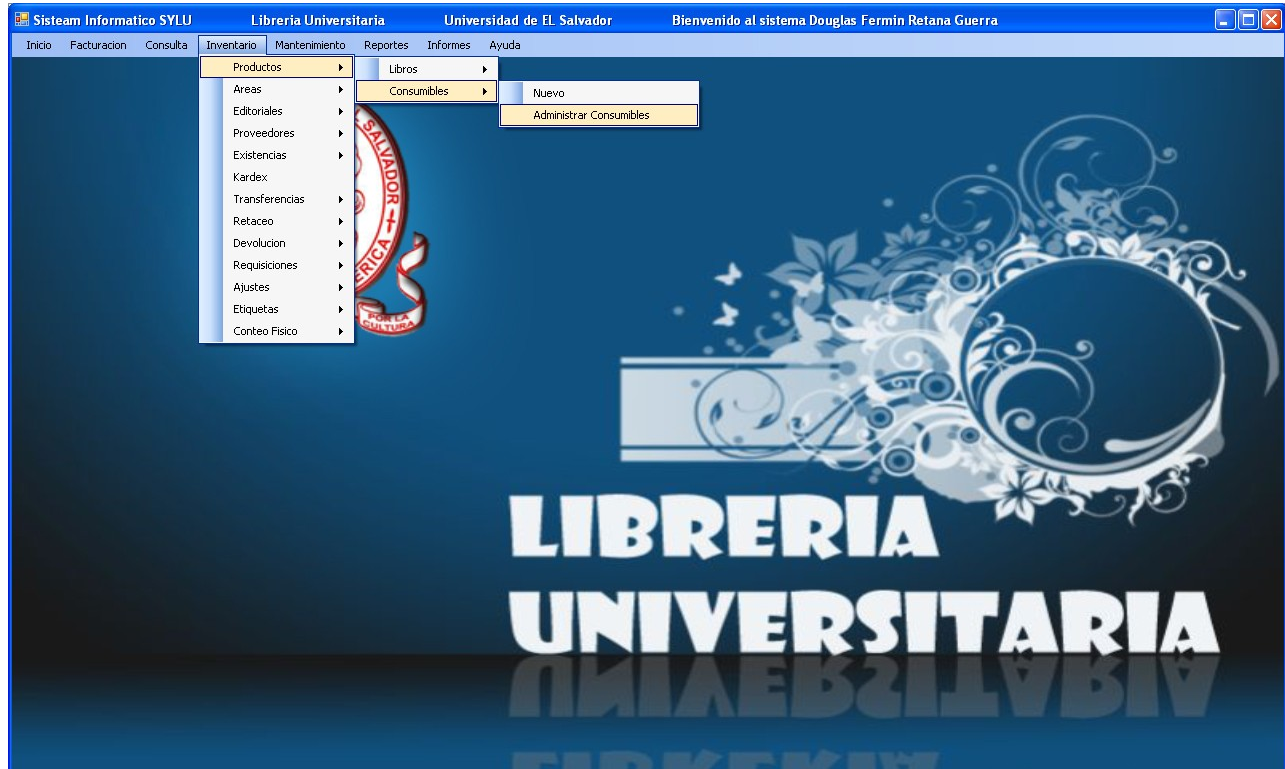 Sisteam Informatico SYLU Libreria Universitaria Universidad de EL Salvador Bienvenido al sistema Douglas Fermin Retana Guerra
Inicio Facturacion Consulta Inventario Mantenimiento Reportes Informes Ayuda
Productos
Areas
Editoriales
Proveedores
Existencias
Kardex
Transferencias
Retaceo
Devolucion
Requisiciones
Ajustes
Etiquetas
Conteo Fisico
Libros
Consumibles
Nuevo
Administrar Consumibles
SALVADOR
POR LA
CULTURA
LIBRERIA
UNIVERSITARIA